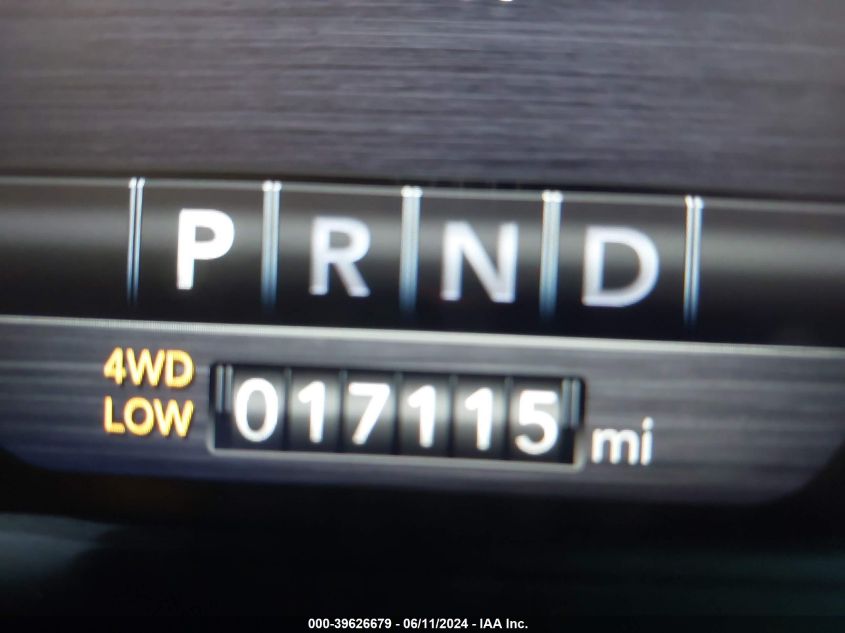 P R N D
4WD
LOW
017115 mi
000-39626679 - 06/11/2024 - IAA Inc.